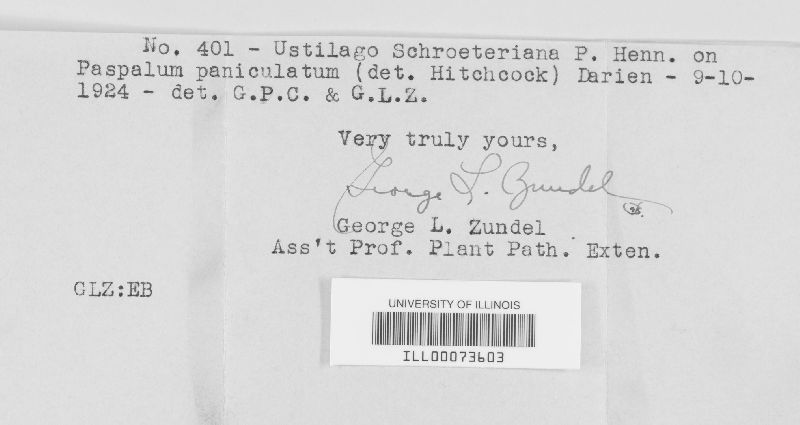 No. 401 - Ustilago Schroeteriana P. Henn. on
Paspalum paniculatum (det. Hitchcock) Darien - 9-10-
1924 - det. G.P.C. & G.L.Z.
Very truly yours,
George L. Zundel
George L. Zundel
Ass't Prof. Plant Path. Exten.
GLZ:EB
UNIVERSITY OF ILLINOIS
ILL00073603